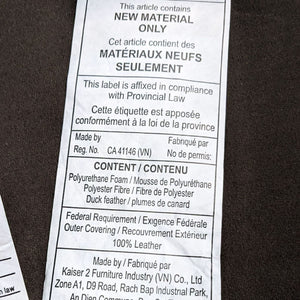 This article contains
NEW MATERIAL
ONLY
Cet article contient des
MATÉRIAUX NEUFS
SEULEMENT
This label is affixed in compliance
with Provincial Law
Cette étiquette est apposée
conformément à la loi de la province
Made by Fabriqué par
Reg. No. CA 41146 (VN) No de permis:
CONTENT / CONTENU
Polyurethane Foam / Mousse de Polyuréthane
Polyester Fibre / Fibre de Polyester
Duck feather / plumes de canard
Federal Requirement / Exigence Fédérale
Outer Covering / Recouvrement Extérieur
100% Leather
Made by / Fabriqué par
Kaiser 2 Furniture Industry (VN) Co., Ltd
Zone A1, D9 Road, Rach Bap Instrial Park,
An Dien
law